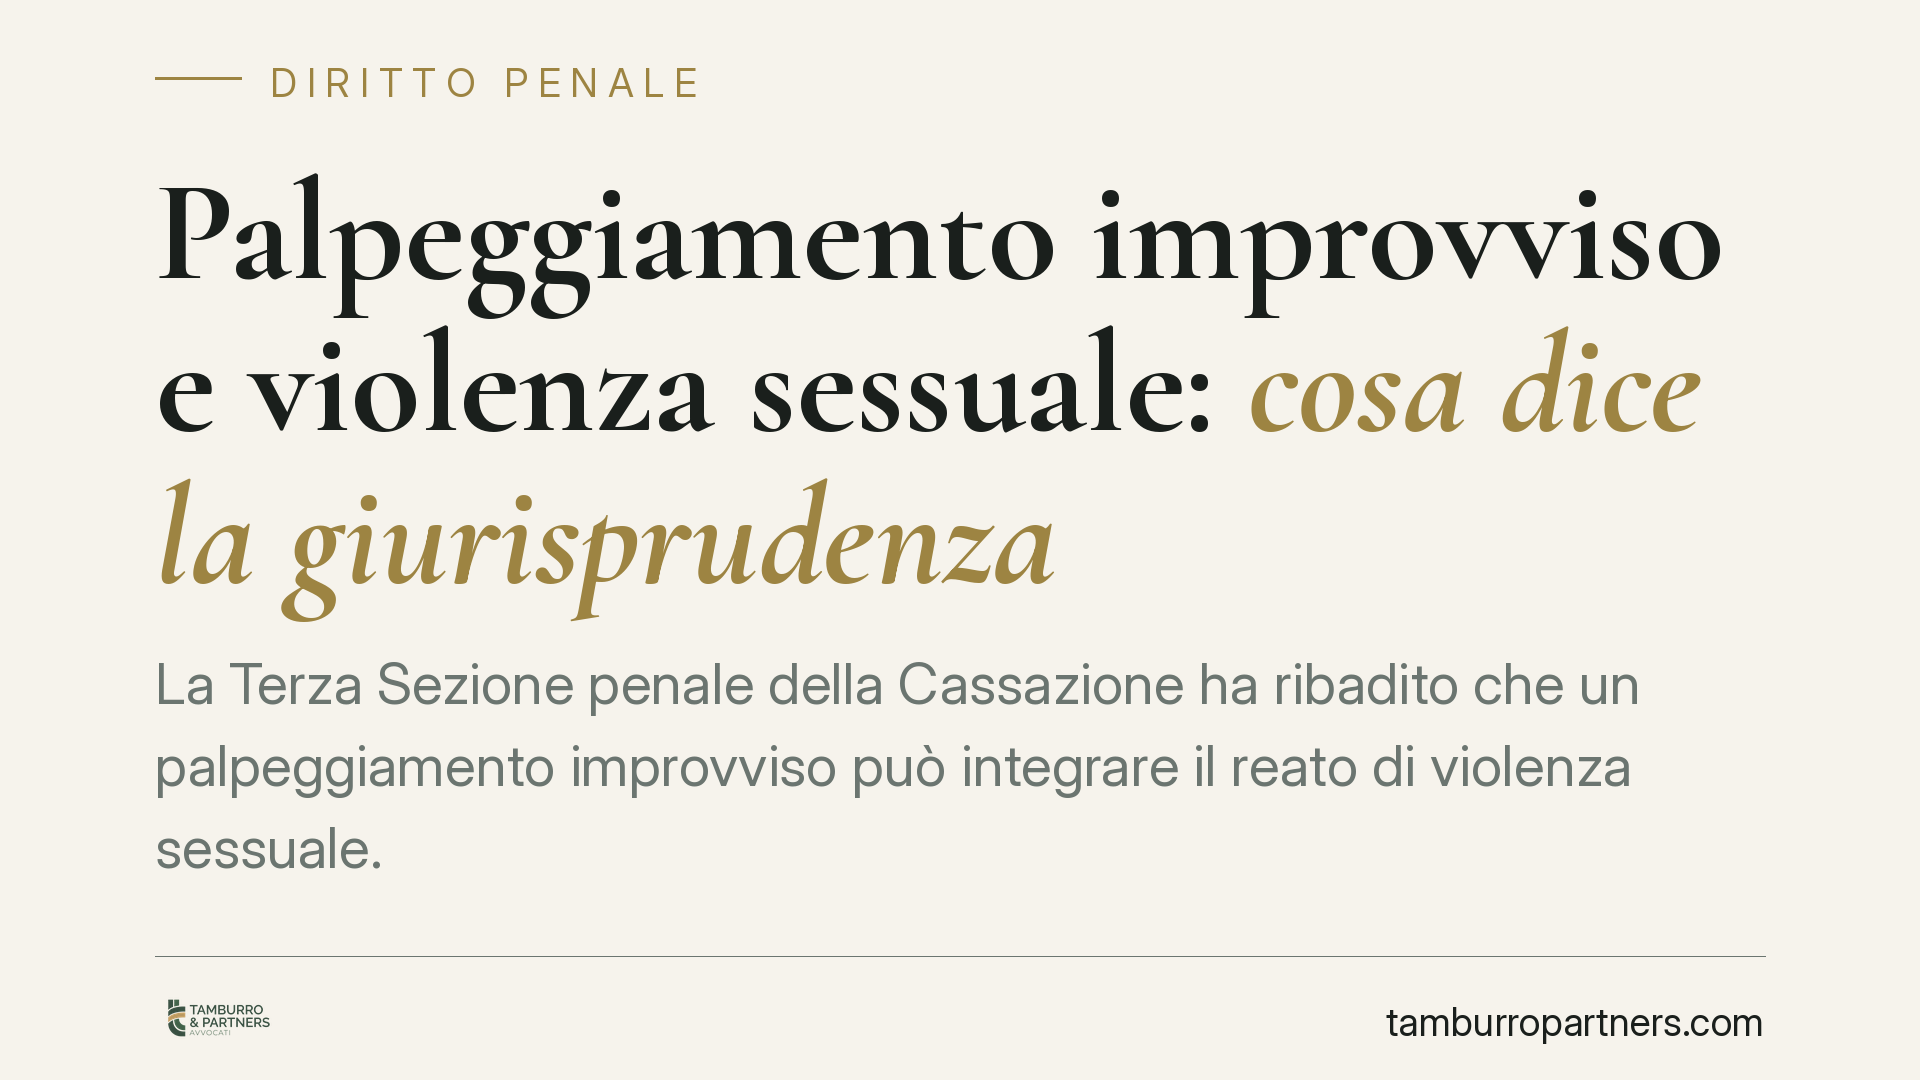 DIRITTO PENALE
Palpeggiamento improvviso
e violenza sessuale: cosa dice
la giurisprudenza
La Terza Sezione penale della Cassazione ha ribadito che un
palpeggiamento improvviso può integrare il reato di violenza
sessuale.
TAMBURRO
& PARTNERS
AVVOCATI
tamburropartners.com